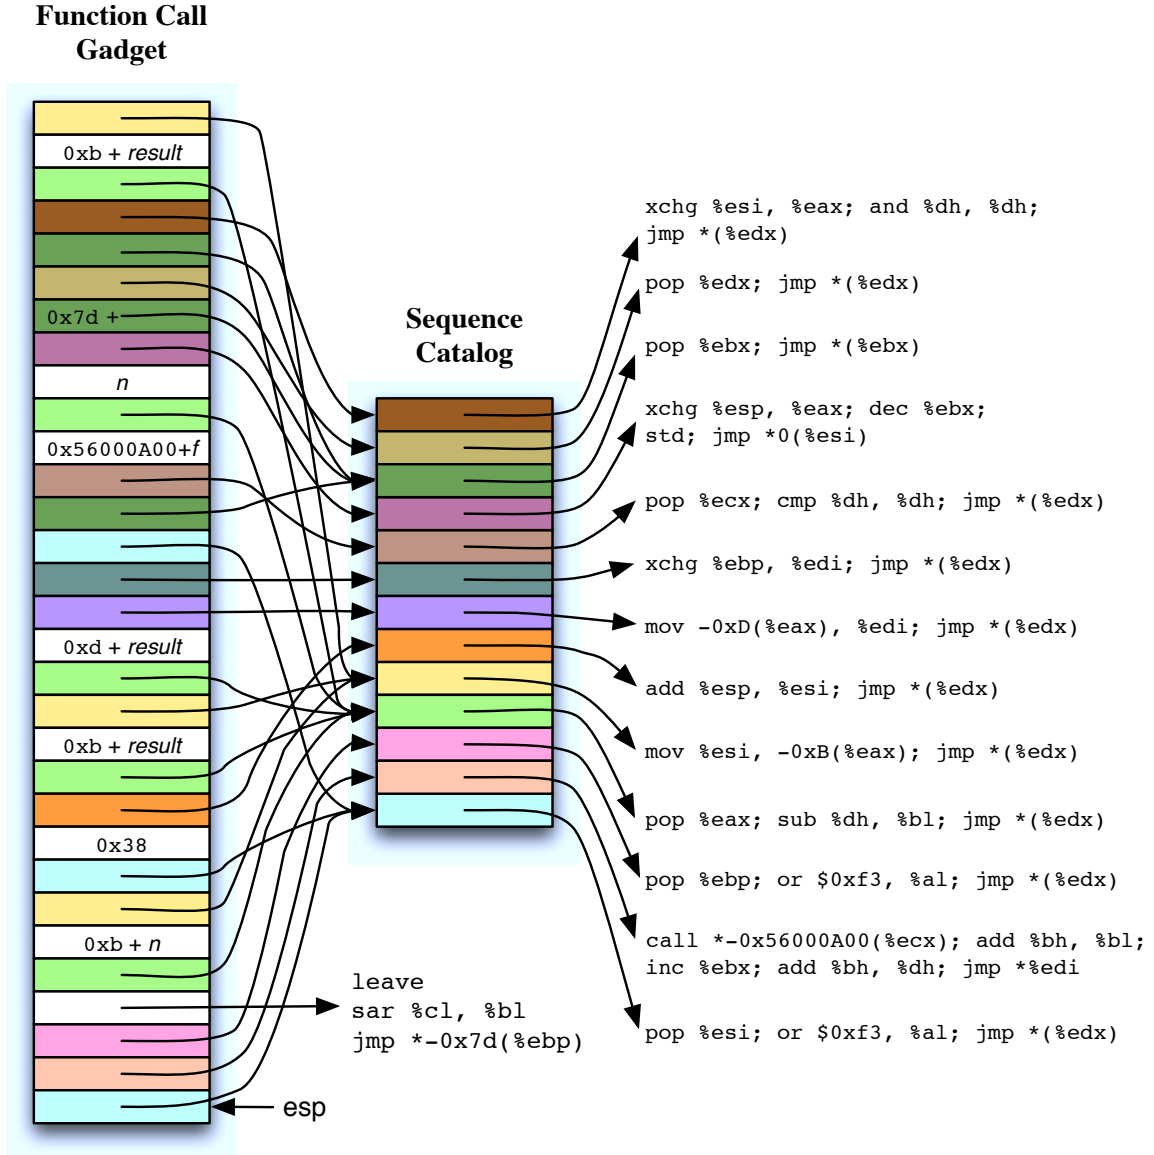 Function Call
Gadget
0xb + result
0x7d +
n
0x56000A00+f
0xd + result
0xb + result
0x38
0xb + n
esp
leave
sar %cl, %bl
jmp *-0x7d(%ebp)
Sequence
Catalog
xchg %esi, %eax; and %dh, %dh;
jmp *(%edx)
pop %edx; jmp *(%edx)
pop %ebx; jmp *(%ebx)
xchg %esp, %eax; dec %ebx;
std; jmp *0(%esi)
pop %ecx; cmp %dh, %dh; jmp *(%edx)
xchg %ebp, %edi; jmp *(%edx)
mov -0xD(%eax), %edi; jmp *(%edx)
add %esp, %esi; jmp *(%edx)
mov %esi, -0xB(%eax); jmp *(%edx)
pop %eax; sub %dh, %bl; jmp *(%edx)
pop %ebp; or $0xf3, %al; jmp *(%edx)
call *-0x56000A00(%ecx); add %bh, %bl;
inc %ebx; add %bh, %dh; jmp *%edi
pop %esi; or $0xf3, %al; jmp *(%edx)